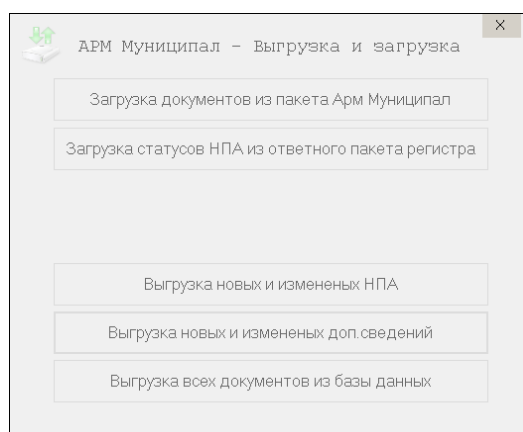 АРМ Муниципал - Выгрузка и загрузка
X
Загрузка документов из пакета Арм Муниципал
Загрузка статусов НПА из ответного пакета регистра
Выгрузка новых и измененых НПА
Выгрузка новых и измененых доп.сведений
Выгрузка всех документов из базы данных